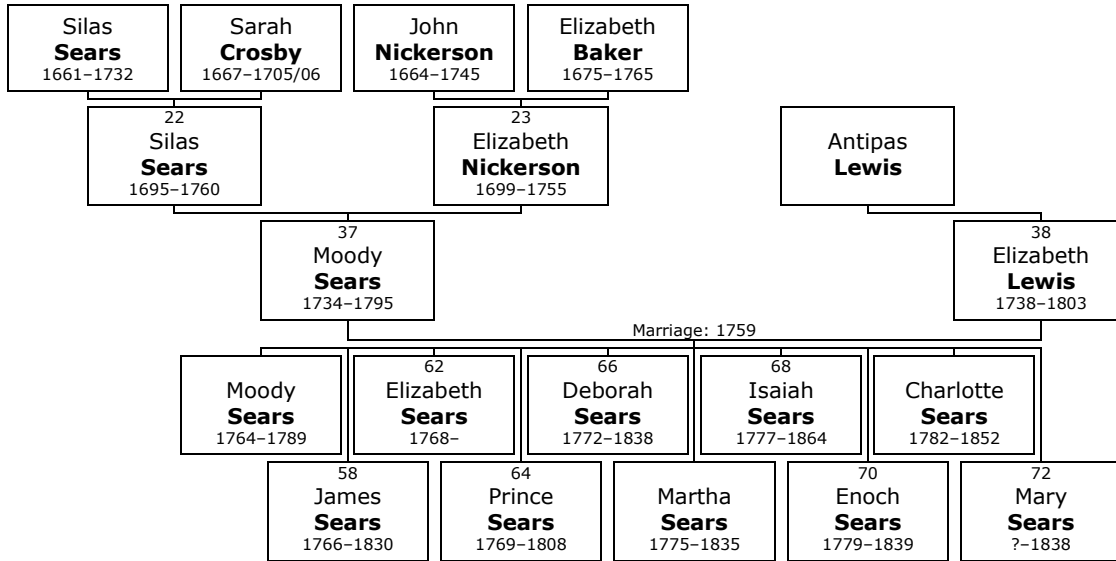 Silas
Sears
1661–1732
Sarah
Crosby
1667–1705/06
John
Nickerson
1664–1745
Elizabeth
Baker
1675–1765
22
Silas
Sears
1695–1760
23
Elizabeth
Nickerson
1699–1755
Antipas
Lewis
37
Moody
Sears
1734–1795
38
Elizabeth
Lewis
1738–1803
Marriage: 1759
Moody
Sears
1764–1789
62
Elizabeth
Sears
1768–
66
Deborah
Sears
1772–1838
68
Isaiah
Sears
1777–1864
Charlotte
Sears
1782–1852
58
James
Sears
1766–1830
64
Prince
Sears
1769–1808
Martha
Sears
1775–1835
70
Enoch
Sears
1779–1839
72
Mary
Sears
?–1838